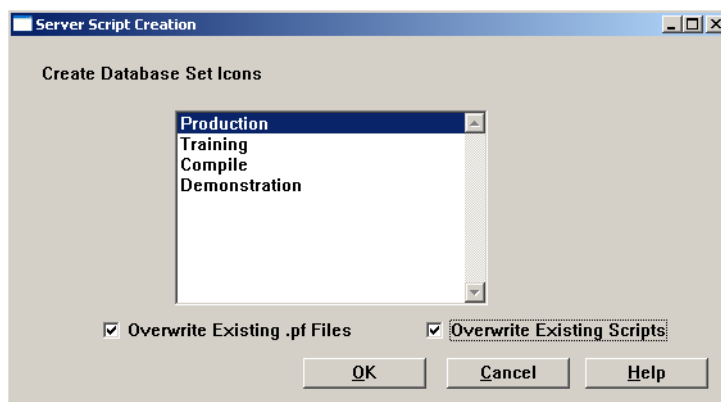 Server Script Creation
Create Database Set Icons
Production
Training
Compile
Demonstration
Overwrite Existing .pf Files
Overwrite Existing Scripts
OK
Cancel
Help